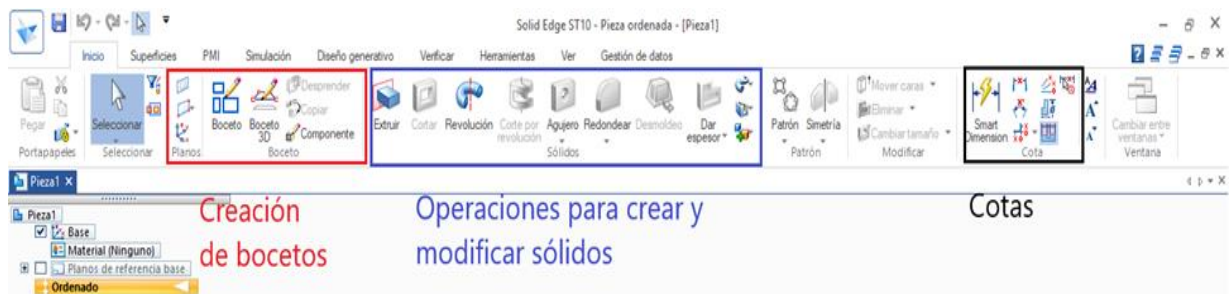 Solid Edge ST10 - Pieza ordenada - [Pieza1]
Inicio Superficies PMI Simulación Diseño generativo Verificar Herramientas Ver Gestión de datos
Pegar
Portapapeles
Seleccionar
Seleccionar
Planos
Boceto
Boceto 3D
Desprender
Copiar
Componente
Boceto
Extruir
Cortar
Revolución
Corte por revolución
Agujero
Redondear
Desmoldeo
Dar espesor
Sólidos
Patrón
Simetría
Patrón
Mover caras
Eliminar
Cambiar tamaño
Modificar
Smart Dimension
Cota
Cambiar entre ventanas
Ventana
Pieza1
Pieza1
Base
Material (Ninguno)
Planos de referencia base
Ordenado
Creación
de bocetos
Operaciones para crear y
modificar sólidos
Cotas